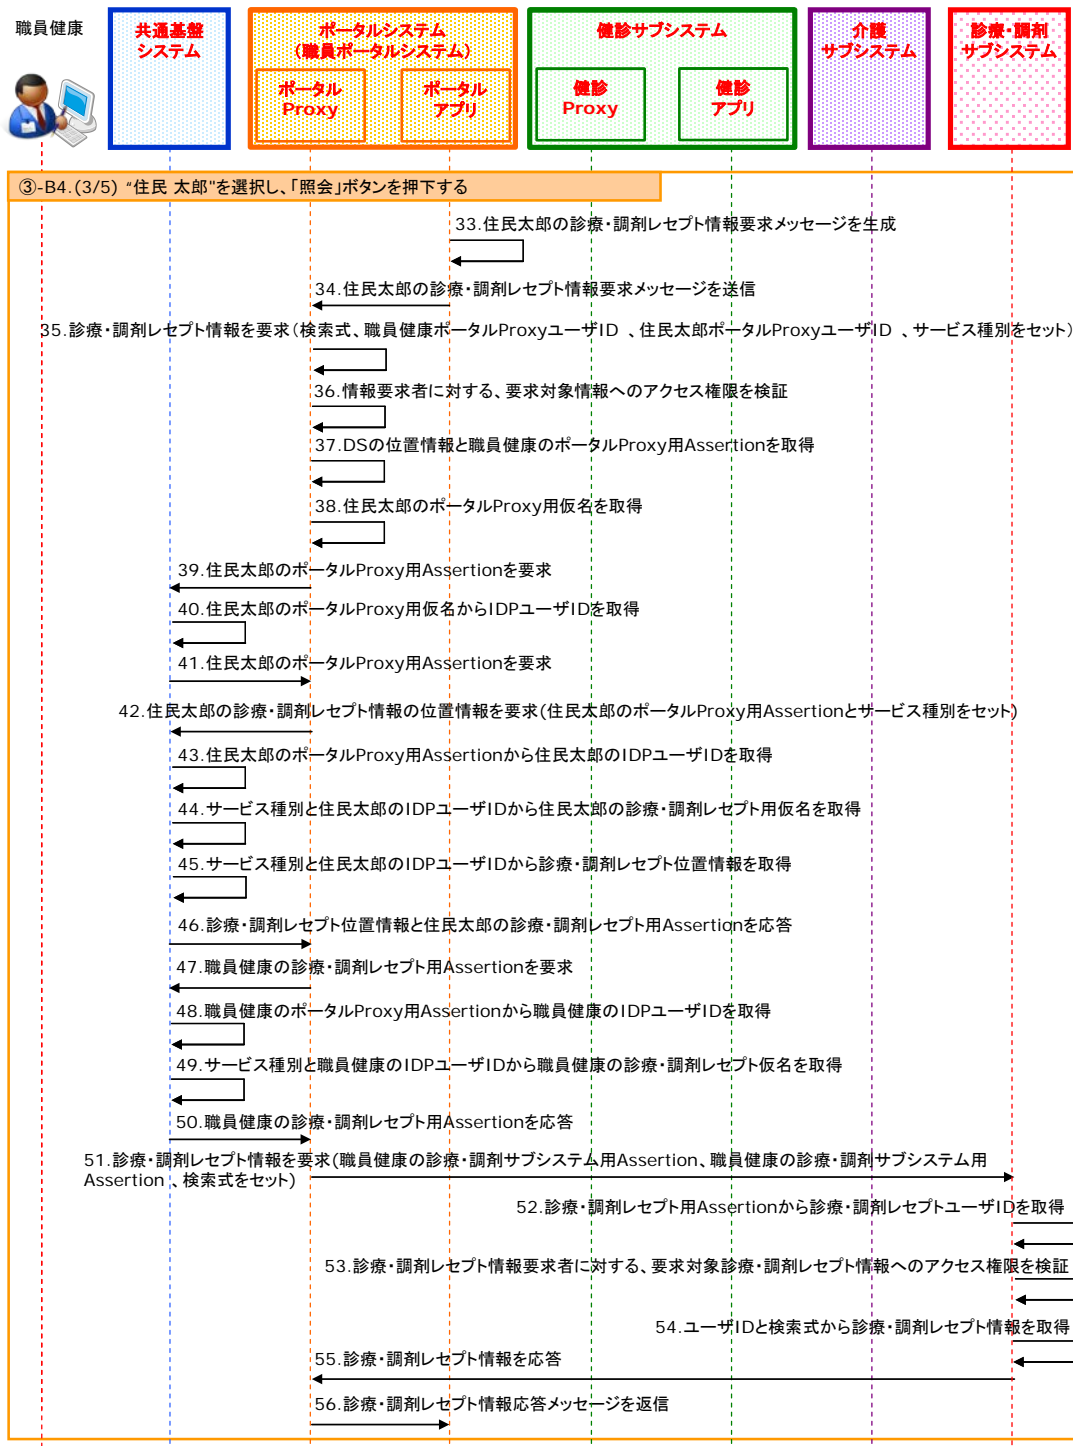 職員健康
共通基盤
システム
ポータルシステム
(職員ポータルシステム)
ポータル
Proxy
ポータル
アプリ
健診サブシステム
健診
Proxy
健診
アプリ
介護
サブシステム
診療・調剤
サブシステム
③-B4.(3/5) “住民 太郎"を選択し、「照会」ボタンを押下する
33.住民太郎の診療・調剤レセプト情報要求メッセージを生成
34.住民太郎の診療・調剤レセプト情報要求メッセージを送信
35.診療・調剤レセプト情報を要求(検索式、職員健康ポータルProxyユーザID 、住民太郎ポータルProxyユーザID 、サービス種別をセット)
36.情報要求者に対する、要求対象情報へのアクセス権限を検証
37.DSの位置情報と職員健康のポータルProxy用Assertionを取得
38.住民太郎のポータルProxy用仮名を取得
39.住民太郎のポータルProxy用Assertionを要求
40.住民太郎のポータルProxy用仮名からIDPユーザIDを取得
41.住民太郎のポータルProxy用Assertionを要求
42.住民太郎の診療・調剤レセプト情報の位置情報を要求(住民太郎のポータルProxy用Assertionとサービス種別をセット)
43.住民太郎のポータルProxy用Assertionから住民太郎のIDPユーザIDを取得
44.サービス種別と住民太郎のIDPユーザIDから住民太郎の診療・調剤レセプト用仮名を取得
45.サービス種別と住民太郎のIDPユーザIDから診療・調剤レセプト位置情報を取得
46.診療・調剤レセプト位置情報と住民太郎の診療・調剤レセプト用Assertionを応答
47.職員健康の診療・調剤レセプト用Assertionを要求
48.職員健康のポータルProxy用Assertionから職員健康のIDPユーザIDを取得
49.サービス種別と職員健康のIDPユーザIDから職員健康の診療・調剤レセプト仮名を取得
50.職員健康の診療・調剤レセプト用Assertionを応答
51.診療・調剤レセプト情報を要求(職員健康の診療・調剤サブシステム用Assertion、職員健康の診療・調剤サブシステム用
Assertion 、検索式をセット)
52.診療・調剤レセプト用Assertionから診療・調剤レセプトユーザIDを取得
53.診療・調剤レセプト情報要求者に対する、要求対象診療・調剤レセプト情報へのアクセス権限を検証
54.ユーザIDと検索式から診療・調剤レセプト情報を取得
55.診療・調剤レセプト情報を応答
56.診療・調剤レセプト情報応答メッセージを返信